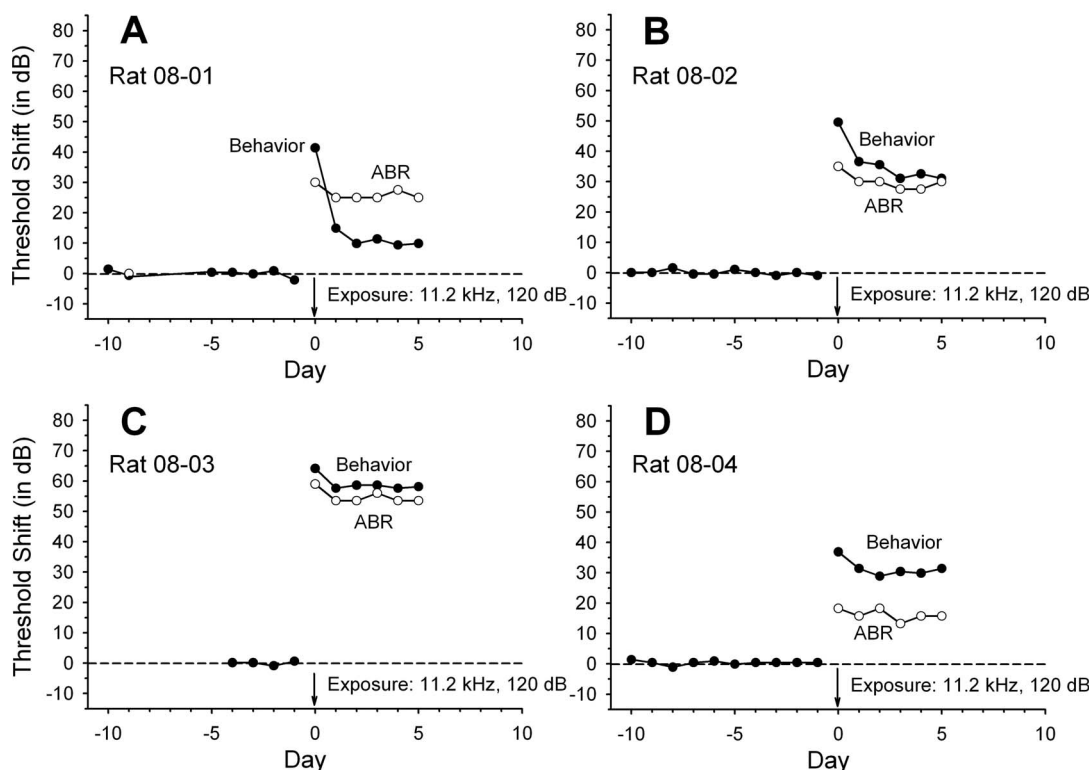 A
Rat 08-01
Threshold Shift (in dB)
80
70
60
50
40
30
20
10
0
-10
Behavior
ABR
Exposure: 11.2 kHz, 120 dB
-10 -5 0 5 10
Day
B
Rat 08-02
80
70
60
50
40
30
20
10
0
-10
Behavior
ABR
Exposure: 11.2 kHz, 120 dB
-10 -5 0 5 10
Day
C
Rat 08-03
Threshold Shift (in dB)
80
70
60
50
40
30
20
10
0
-10
Behavior
ABR
Exposure: 11.2 kHz, 120 dB
-10 -5 0 5 10
Day
D
Rat 08-04
80
70
60
50
40
30
20
10
0
-10
Behavior
ABR
Exposure: 11.2 kHz, 120 dB
-10 -5 0 5 10
Day